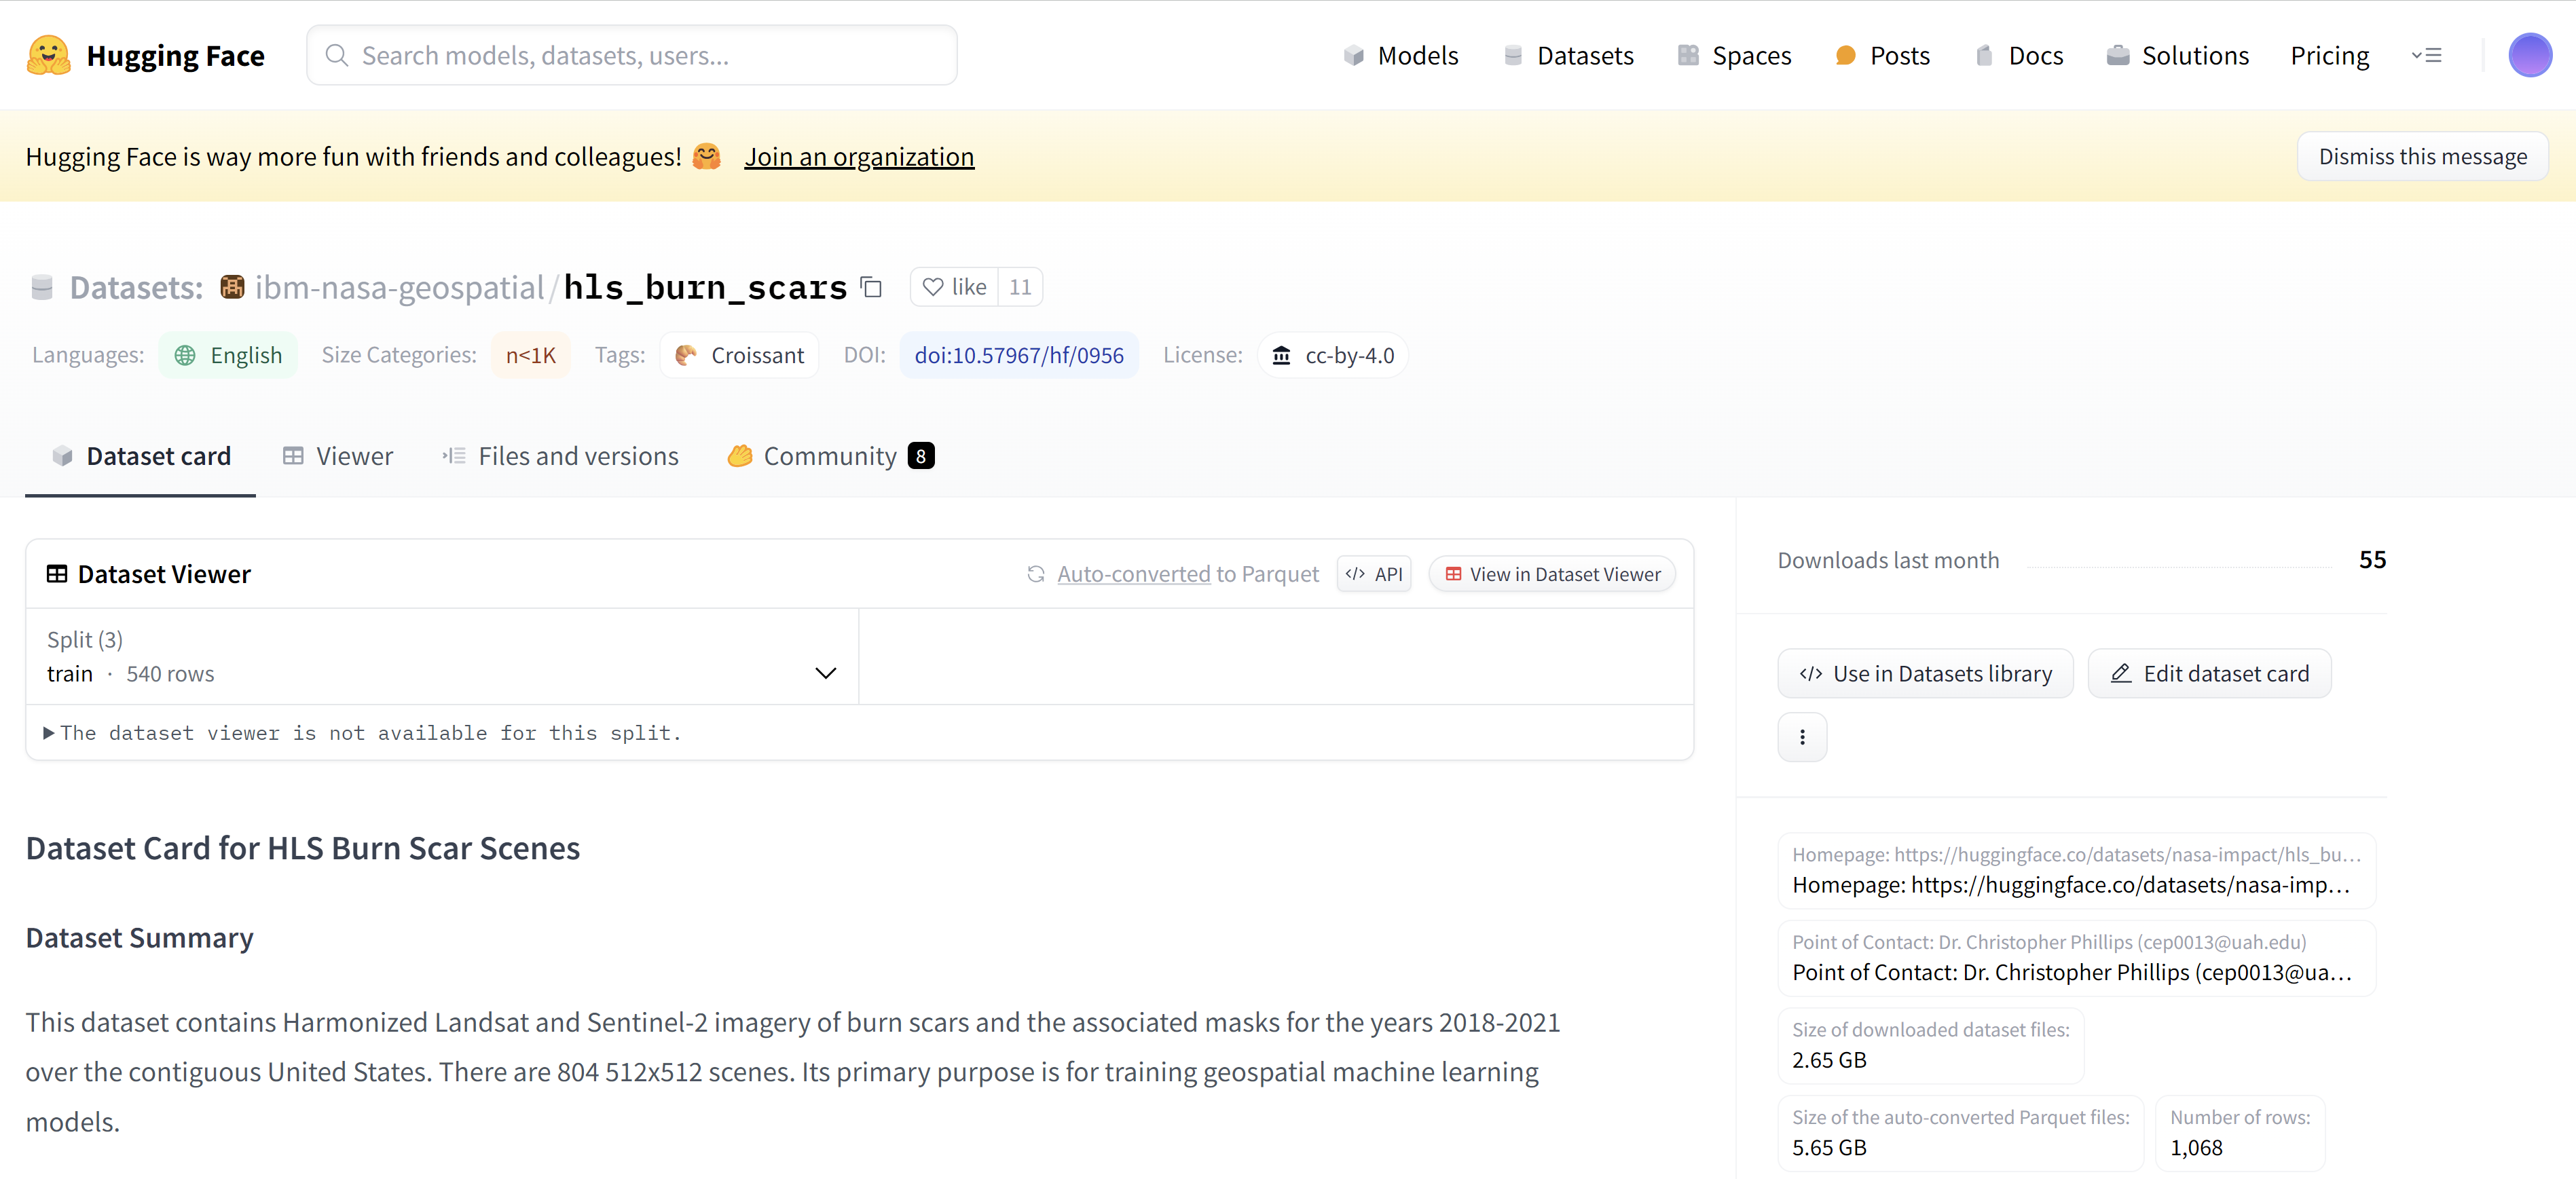 Hugging Face
Search models, datasets, users...
Models
Datasets
Spaces
Posts
Docs
Solutions
Pricing
Hugging Face is way more fun with friends and colleagues! 🤗 Join an organization
Dismiss this message
Datasets: ibm-nasa-geospatial/hls_burn_scars
like 11
Languages: English
Size Categories: n<1K
Tags: Croissant
DOI: doi:10.57967/hf/0956
License: cc-by-4.0
Dataset card
Viewer
Files and versions
Community 8
Dataset Viewer
Auto-converted to Parquet
API
View in Dataset Viewer
Split (3)
train · 540 rows
The dataset viewer is not available for this split.
Dataset Card for HLS Burn Scar Scenes
Dataset Summary
This dataset contains Harmonized Landsat and Sentinel-2 imagery of burn scars and the associated masks for the years 2018-2021
over the contiguous United States. There are 804 512x512 scenes. Its primary purpose is for training geospatial machine learning
models.
Downloads last month 55
Use in Datasets library
Edit dataset card
Homepage: https://huggingface.co/datasets/nasa-impact/hls_bu…
Homepage: https://huggingface.co/datasets/nasa-imp…
Point of Contact: Dr. Christopher Phillips (cep0013@uah.edu)
Point of Contact: Dr. Christopher Phillips (cep0013@ua…
Size of downloaded dataset files:
2.65 GB
Size of the auto-converted Parquet files:
5.65 GB
Number of rows:
1,068